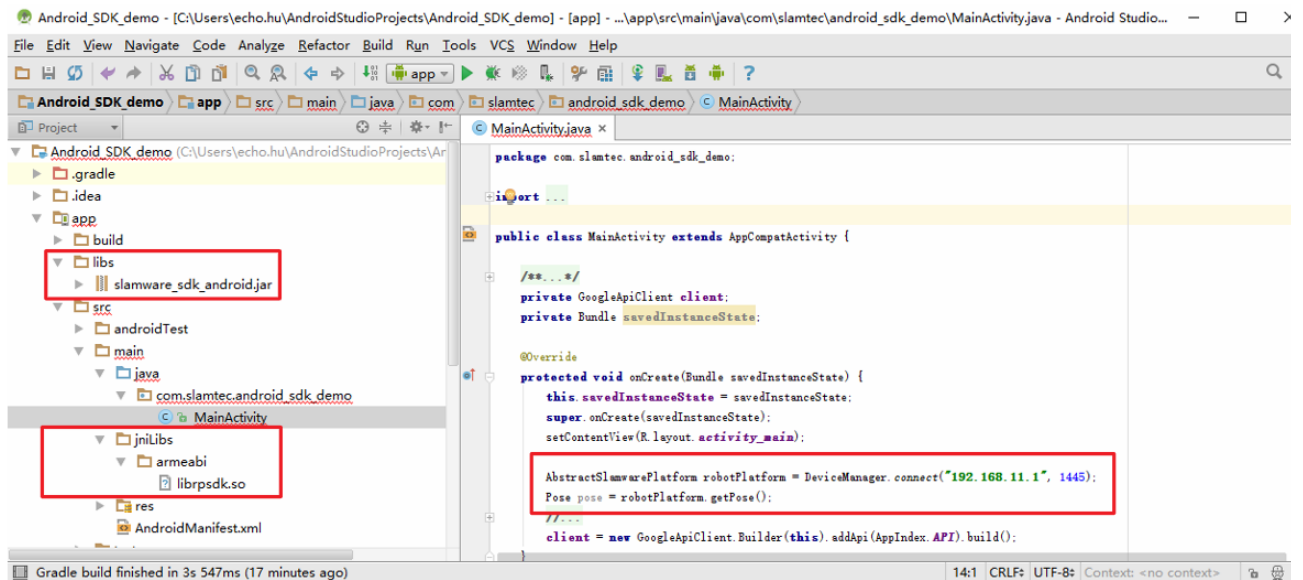 Android_SDK_demo - [C:\Users\echo.hu\AndroidStudioProjects\Android_SDK_demo] - [app] - ...\app\src\main\java\com\slamtec\android_sdk_demo\MainActivity.java - Android Studio...
File Edit View Navigate Code Analyze Refactor Build Run Tools VCS Window Help
app
Android_SDK_demo app src main java com slamtec android_sdk_demo MainActivity
Project
MainActivity.java
Android_SDK_demo (C:\Users\echo.hu\AndroidStudioProjects\Ar
.gradle
.idea
app
build
libs
slamware_sdk_android.jar
src
androidTest
main
java
com.slamtec.android_sdk_demo
MainActivity
jniLibs
armeabi
librpsdk.so
res
AndroidManifest.xml
package com.slamtec.android_sdk_demo;
import ...
public class MainActivity extends AppCompatActivity {
/**...*/
private GoogleApiClient client;
private Bundle savedInstanceState;
@Override
protected void onCreate(Bundle savedInstanceState) {
this.savedInstanceState = savedInstanceState;
super.onCreate(savedInstanceState);
setContentView(R.layout.activity_main);
AbstractSlamwarePlatform robotPlatform = DeviceManager.connect("192.168.11.1", 1445);
Pose pose = robotPlatform.getPose();
//...
client = new GoogleApiClient.Builder(this).addApi(AppIndex.API).build();
}
Gradle build finished in 3s 547ms (17 minutes ago)
14:1 CRLF UTF-8 Context: <no context>